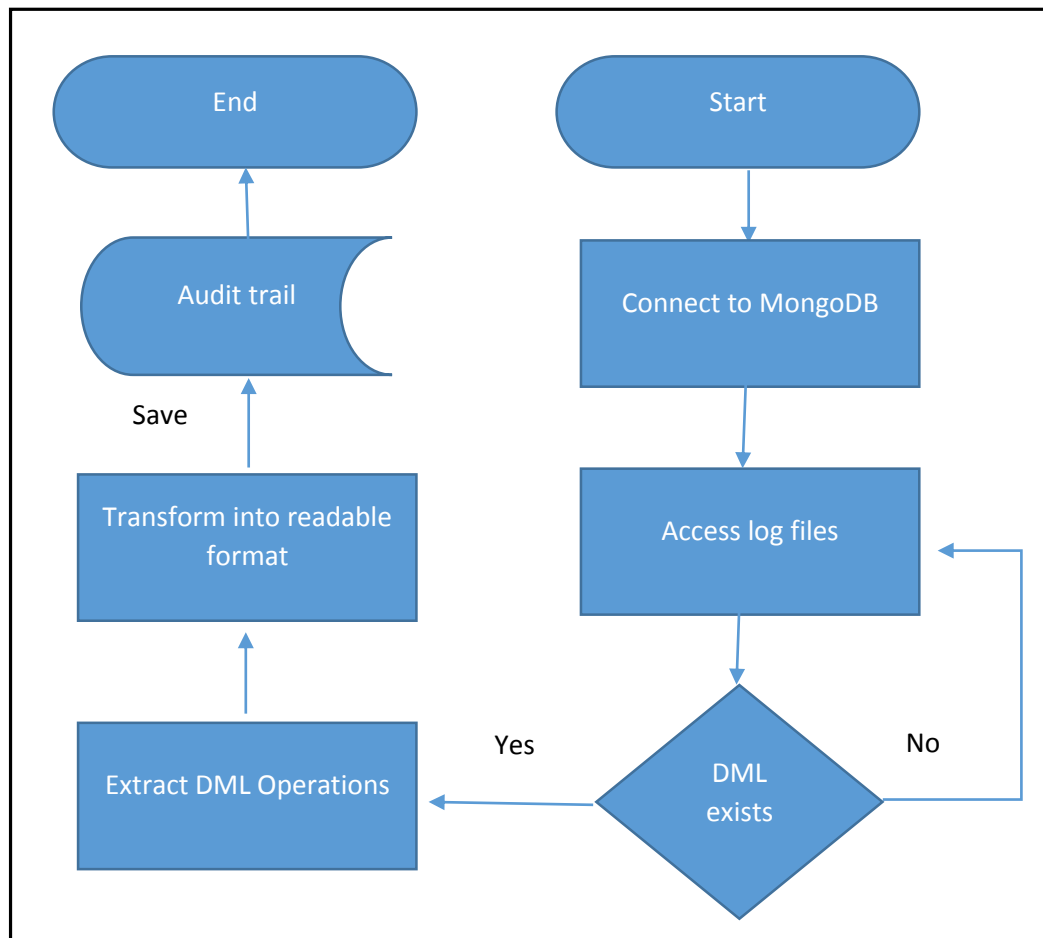 End
Start
Audit trail
Connect to MongoDB
Save
Transform into readable
format
Access log files
Extract DML Operations
Yes
DML
exists
No